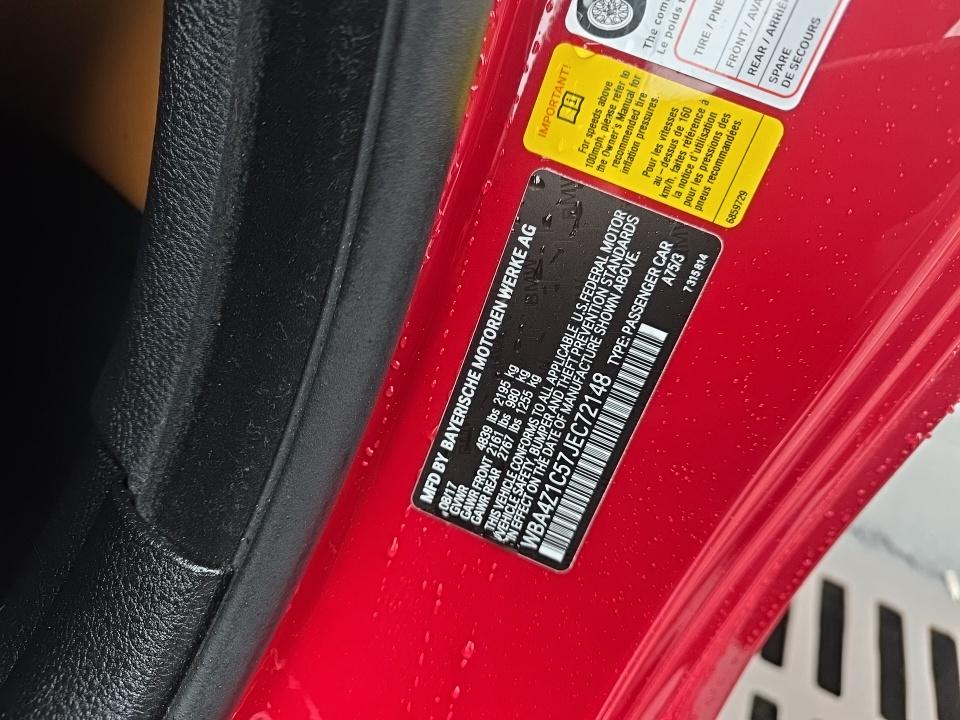 The comp
Le poids t
TIRE / PNE
FRONT / AVA
REAR / ARRIÈR
SPARE
DE SECOURS
IMPORTANT!
For speeds above
100mph, please refer to
the Owner's Manual for
recommended tire
inflation pressures.
Pour les vitesses
au - dessus de 160
km/h, faites référence à
la notice d'utilisation
pour les pressions des
pneus recommandées.
6859729
MFD BY BAYERISCHE MOTOREN WERKE AG
08/17
GVWR 4839 lbs 2195 kg
GAWR FRONT 2161 lbs 980 kg
GAWR REAR 2767 lbs 1255 kg
THIS VEHICLE CONFORMS TO ALL APPLICABLE U.S.FEDERAL MOTOR
VEHICLE SAFETY, BUMPER AND THEFT PREVENTION STANDARDS
IN EFFECT ON THE DATE OF MANUFACTURE SHOWN ABOVE.
WBA4Z1C57JEC72148 TYPE: PASSENGER CAR
A75/3
7315814
BMW